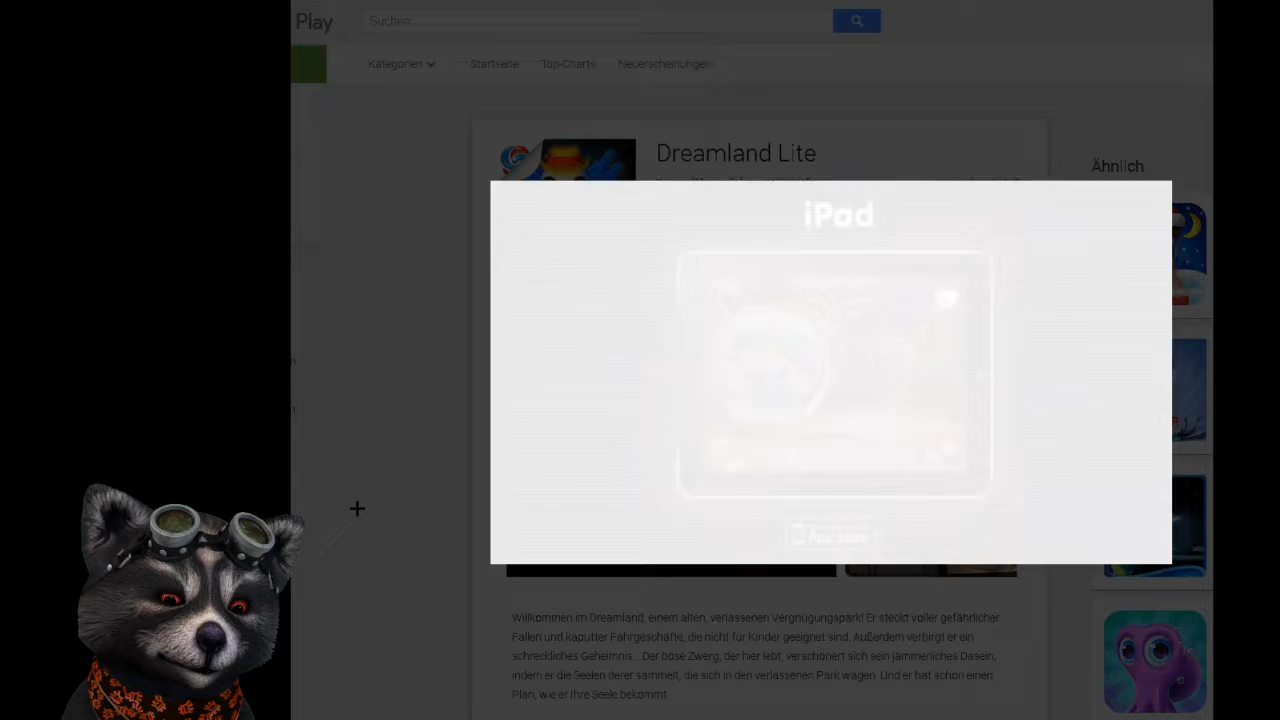 Play
Suchen
Kategorien
Startseite
Top-Charts
Neuerscheinungen
Dreamland Lite
Ähnlich
iPad
App Store
Willkommen im Dreamland, einem alten, verlassenen Vergnügungspark! Er steckt voller gefährlicher
Fallen und kaputter Fahrgeschäfte, die nicht für Kinder geeignet sind. Außerdem verbirgt er ein
schreckliches Geheimnis... Der böse Zwerg, der hier lebt, verschönert sich sein jämmerliches Dasein,
indem er die Seelen derer sammelt, die sich in den verlassenen Park wagen. Und er hat schon einen
Plan, wie er Ihre Seele bekommt.